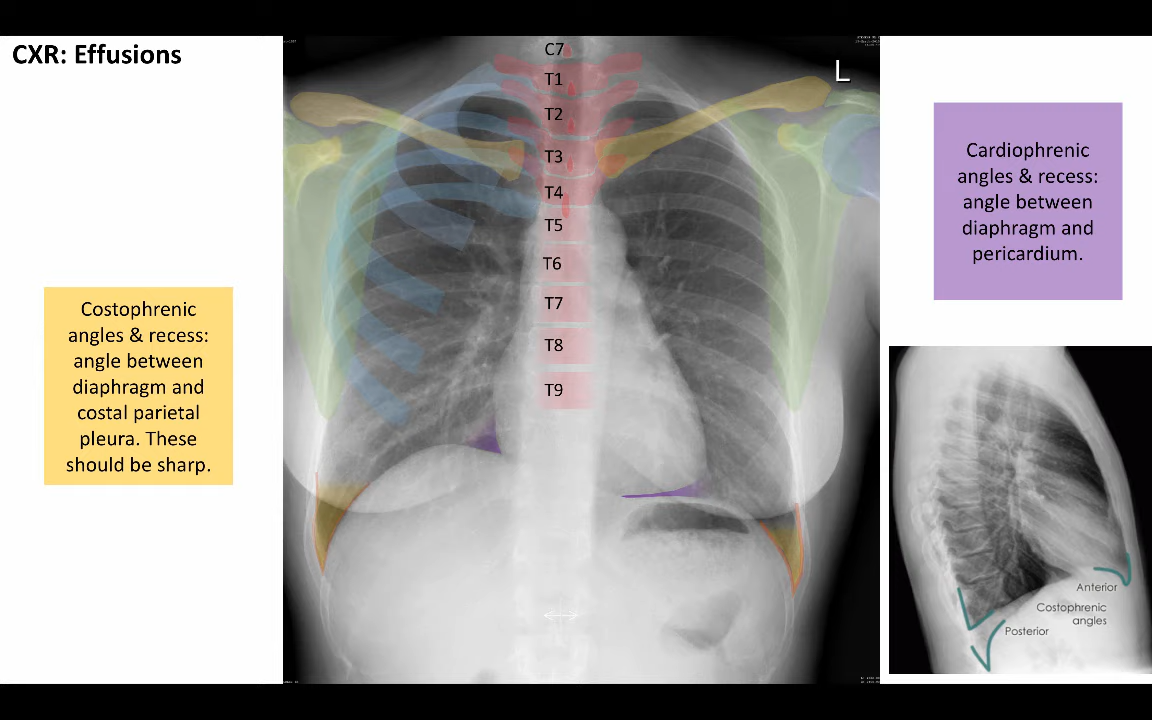 CXR: Effusions
C7
T1
T2
T3
T4
T5
T6
T7
T8
T9
L
Costophrenic
angles & recess:
angle between
diaphragm and
costal parietal
pleura. These
should be sharp.
Cardiophrenic
angles & recess:
angle between
diaphragm and
pericardium.
Anterior
Costophrenic
angles
Posterior